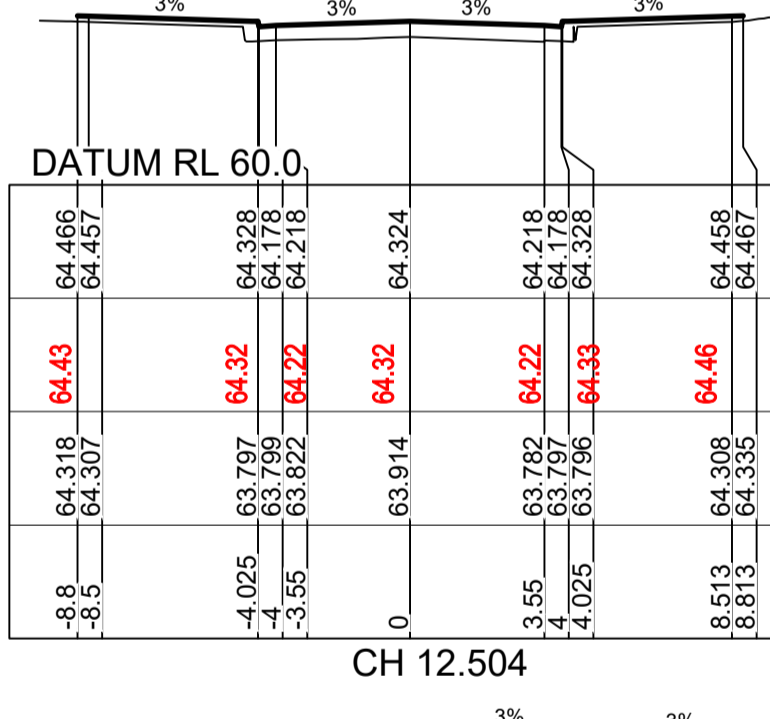 3% 3% 3% 3%
DATUM RL 60.0
64.466 64.457 64.328 64.178 64.218 64.324 64.218 64.178 64.328 64.458 64.467
64.43 64.32 64.22 64.32 64.22 64.33 64.46
64.318 64.307 63.797 63.799 63.822 63.914 63.782 63.797 63.796 64.308 64.335
-8.8 -8.5 -4.025 -4 -3.55 0 3.55 4 4.025 8.513 8.813
CH 12.504
3%